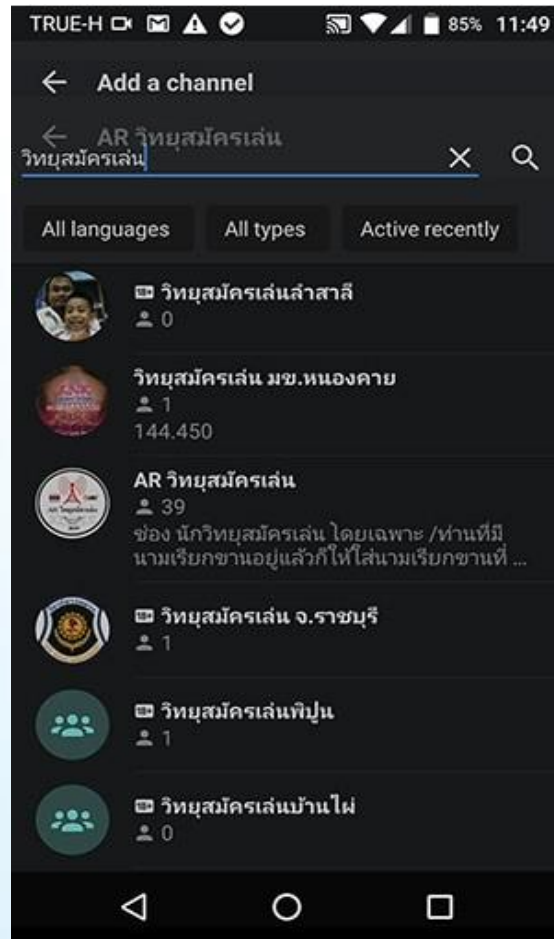 TRUE-H 85% 11:49
Add a channel
AR วิทยุสมัครเล่น
วิทยุสมัครเล่น
All languages All types Active recently
18+ วิทยุสมัครเล่นลำสาลี
0
วิทยุสมัครเล่น มข.หนองคาย
1
144.450
AR วิทยุสมัครเล่น
39
ช่อง นักวิทยุสมัครเล่น โดยเฉพาะ /ท่านที่มี
นามเรียกขานอยู่แล้วก็ให้ใส่นามเรียกขานที่ ...
18+ วิทยุสมัครเล่น จ.ราชบุรี
1
18+ วิทยุสมัครเล่นพิปูน
1
18+ วิทยุสมัครเล่นบ้านไผ่
0